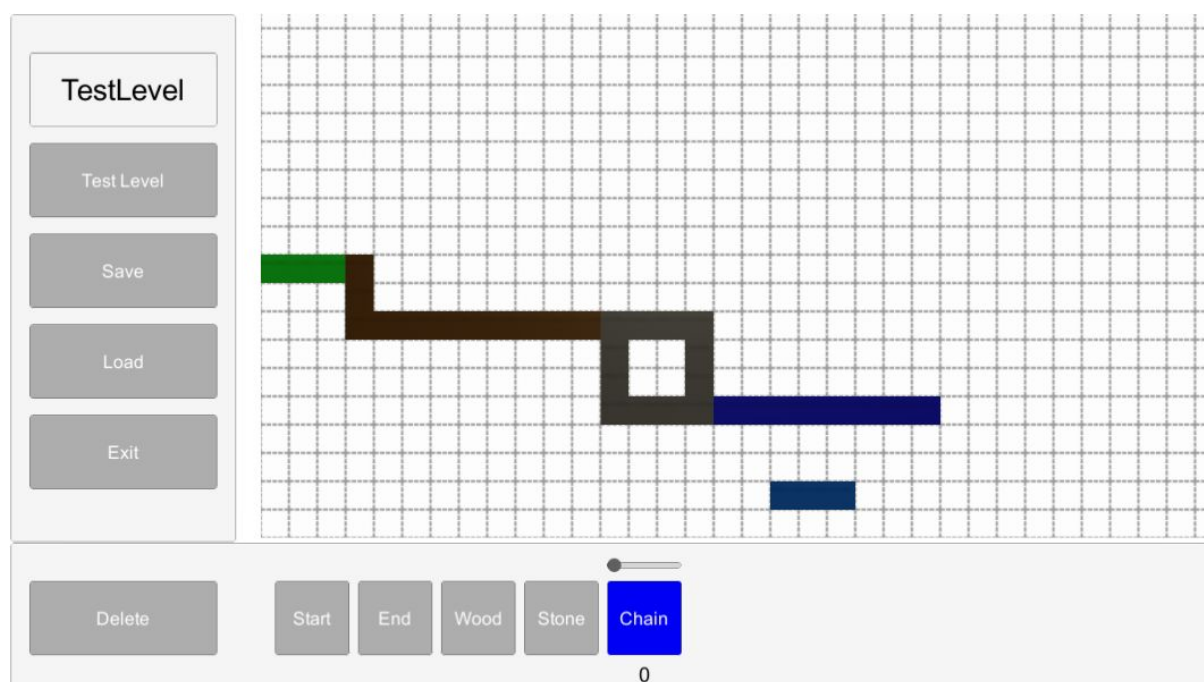 TestLevel
Test Level
Save
Load
Exit
Delete
Start
End
Wood
Stone
Chain
0